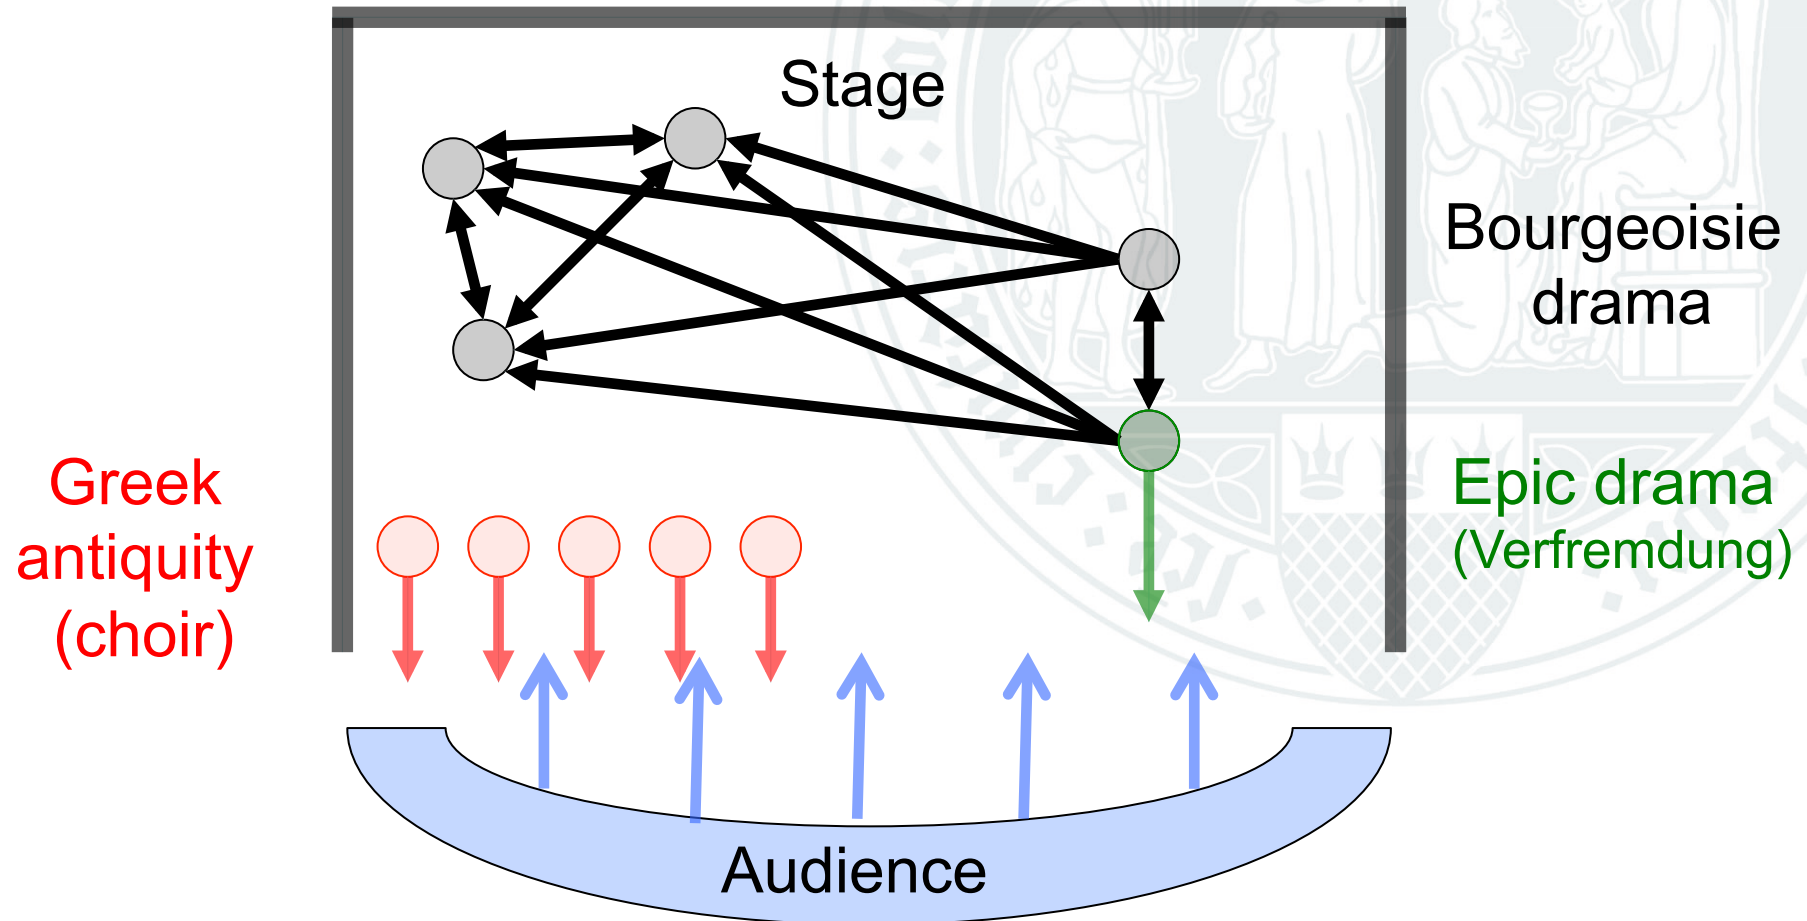 Stage
Bourgeoisie
drama
Greek
antiquity
(choir)
Epic drama
(Verfremdung)
Audience